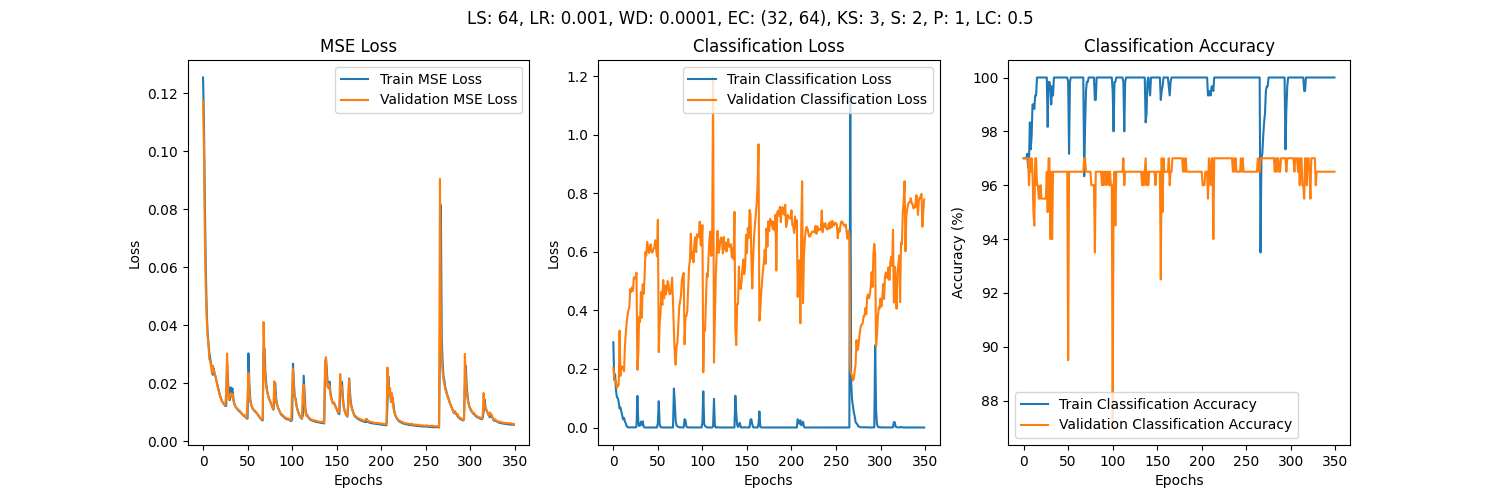 LS: 64, LR: 0.001, WD: 0.0001, EC: (32, 64), KS: 3, S: 2, P: 1, LC: 0.5
MSE Loss
Train MSE Loss
Validation MSE Loss
0.12
0.10
0.08
0.06
0.04
0.02
0.00
Loss
0 50 100 150 200 250 300 350
Epochs
Classification Loss
Train Classification Loss
Validation Classification Loss
1.2
1.0
0.8
0.6
0.4
0.2
0.0
Loss
0 50 100 150 200 250 300 350
Epochs
Classification Accuracy
100
98
96
94
92
90
88
Accuracy (%)
Train Classification Accuracy
Validation Classification Accuracy
0 50 100 150 200 250 300 350
Epochs